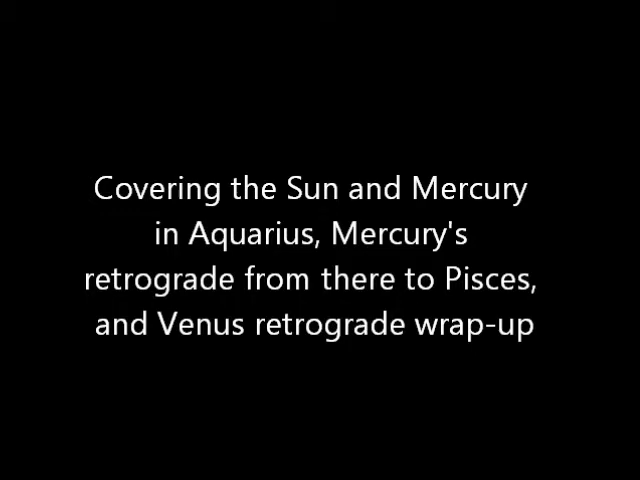 Covering the Sun and Mercury
in Aquarius, Mercury's
retrograde from there to Pisces,
and Venus retrograde wrap-up